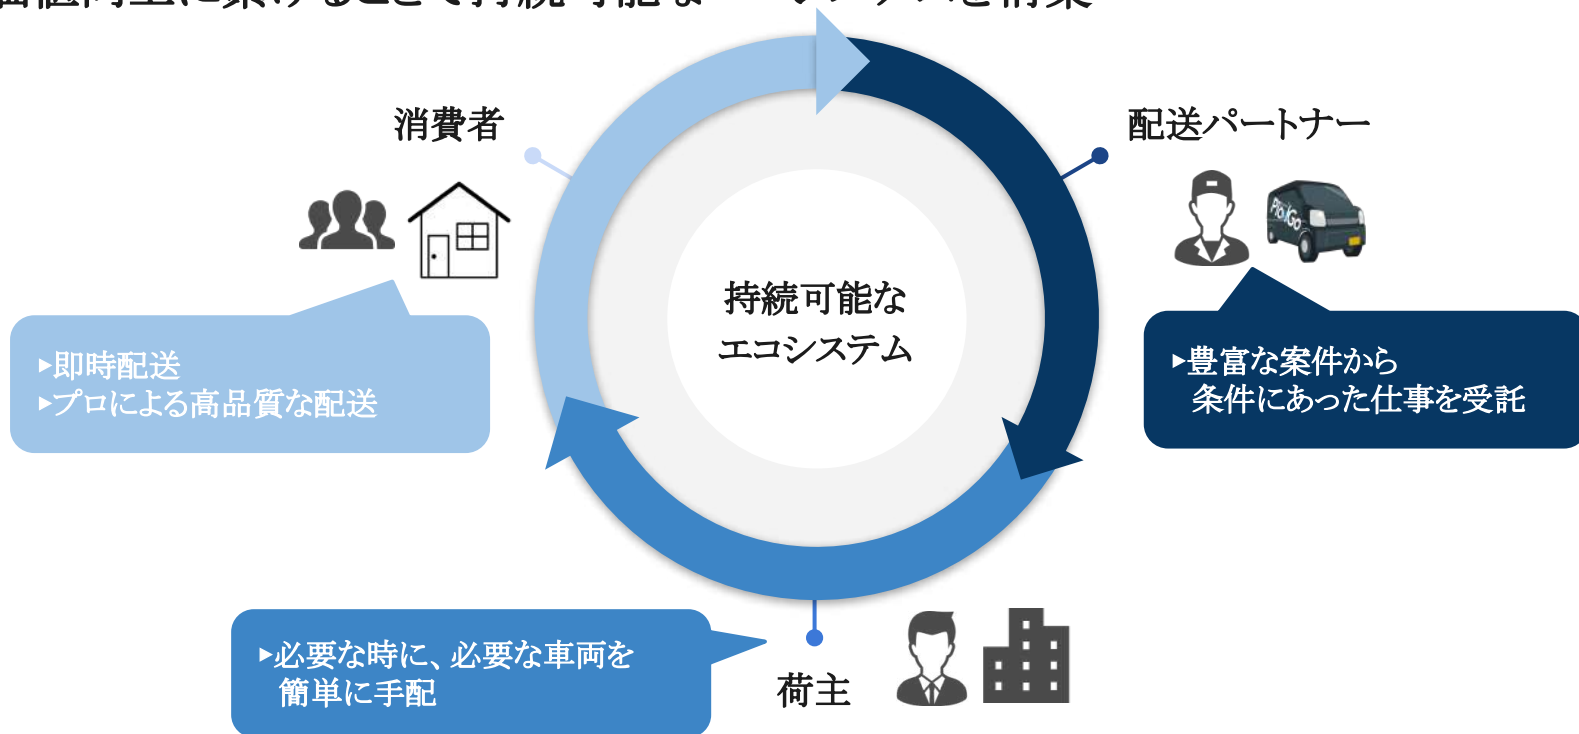 消費者
配送パートナー
持続可能な
エコシステム
▸即時配送
▸プロによる高品質な配送
▸豊富な案件から
条件にあった仕事を受託
▸必要な時に、必要な車両を
簡単に手配
荷主
PickGo